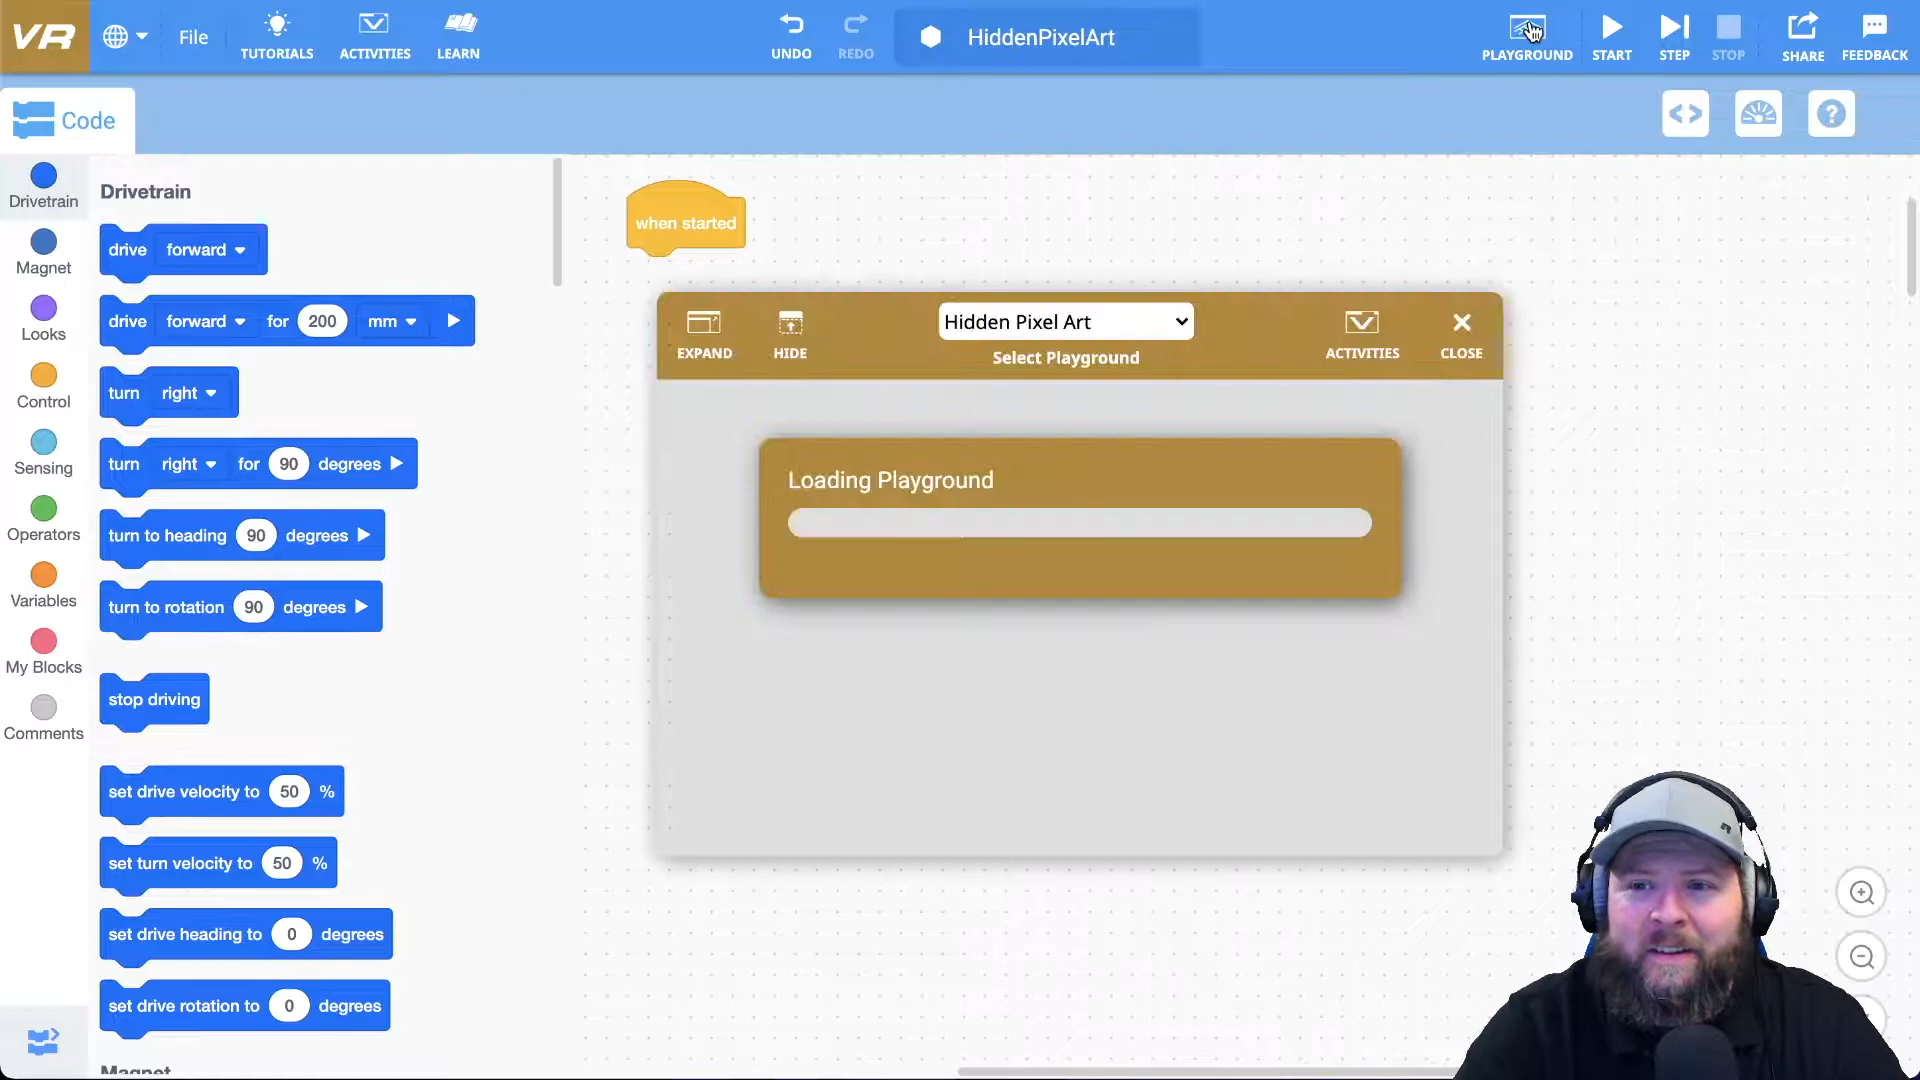 VR
File
TUTORIALS
ACTIVITIES
LEARN
UNDO
REDO
HiddenPixelArt
PLAYGROUND
START
STEP
STOP
SHARE
FEEDBACK
Code
Drivetrain
Magnet
Looks
Control
Sensing
Operators
Variables
My Blocks
Comments
Drivetrain
drive forward
drive forward for 200 mm
turn right
turn right for 90 degrees
turn to heading 90 degrees
turn to rotation 90 degrees
stop driving
set drive velocity to 50 %
set turn velocity to 50 %
set drive heading to 0 degrees
set drive rotation to 0 degrees
Magnet
when started
EXPAND
HIDE
Hidden Pixel Art
Select Playground
ACTIVITIES
CLOSE
Loading Playground